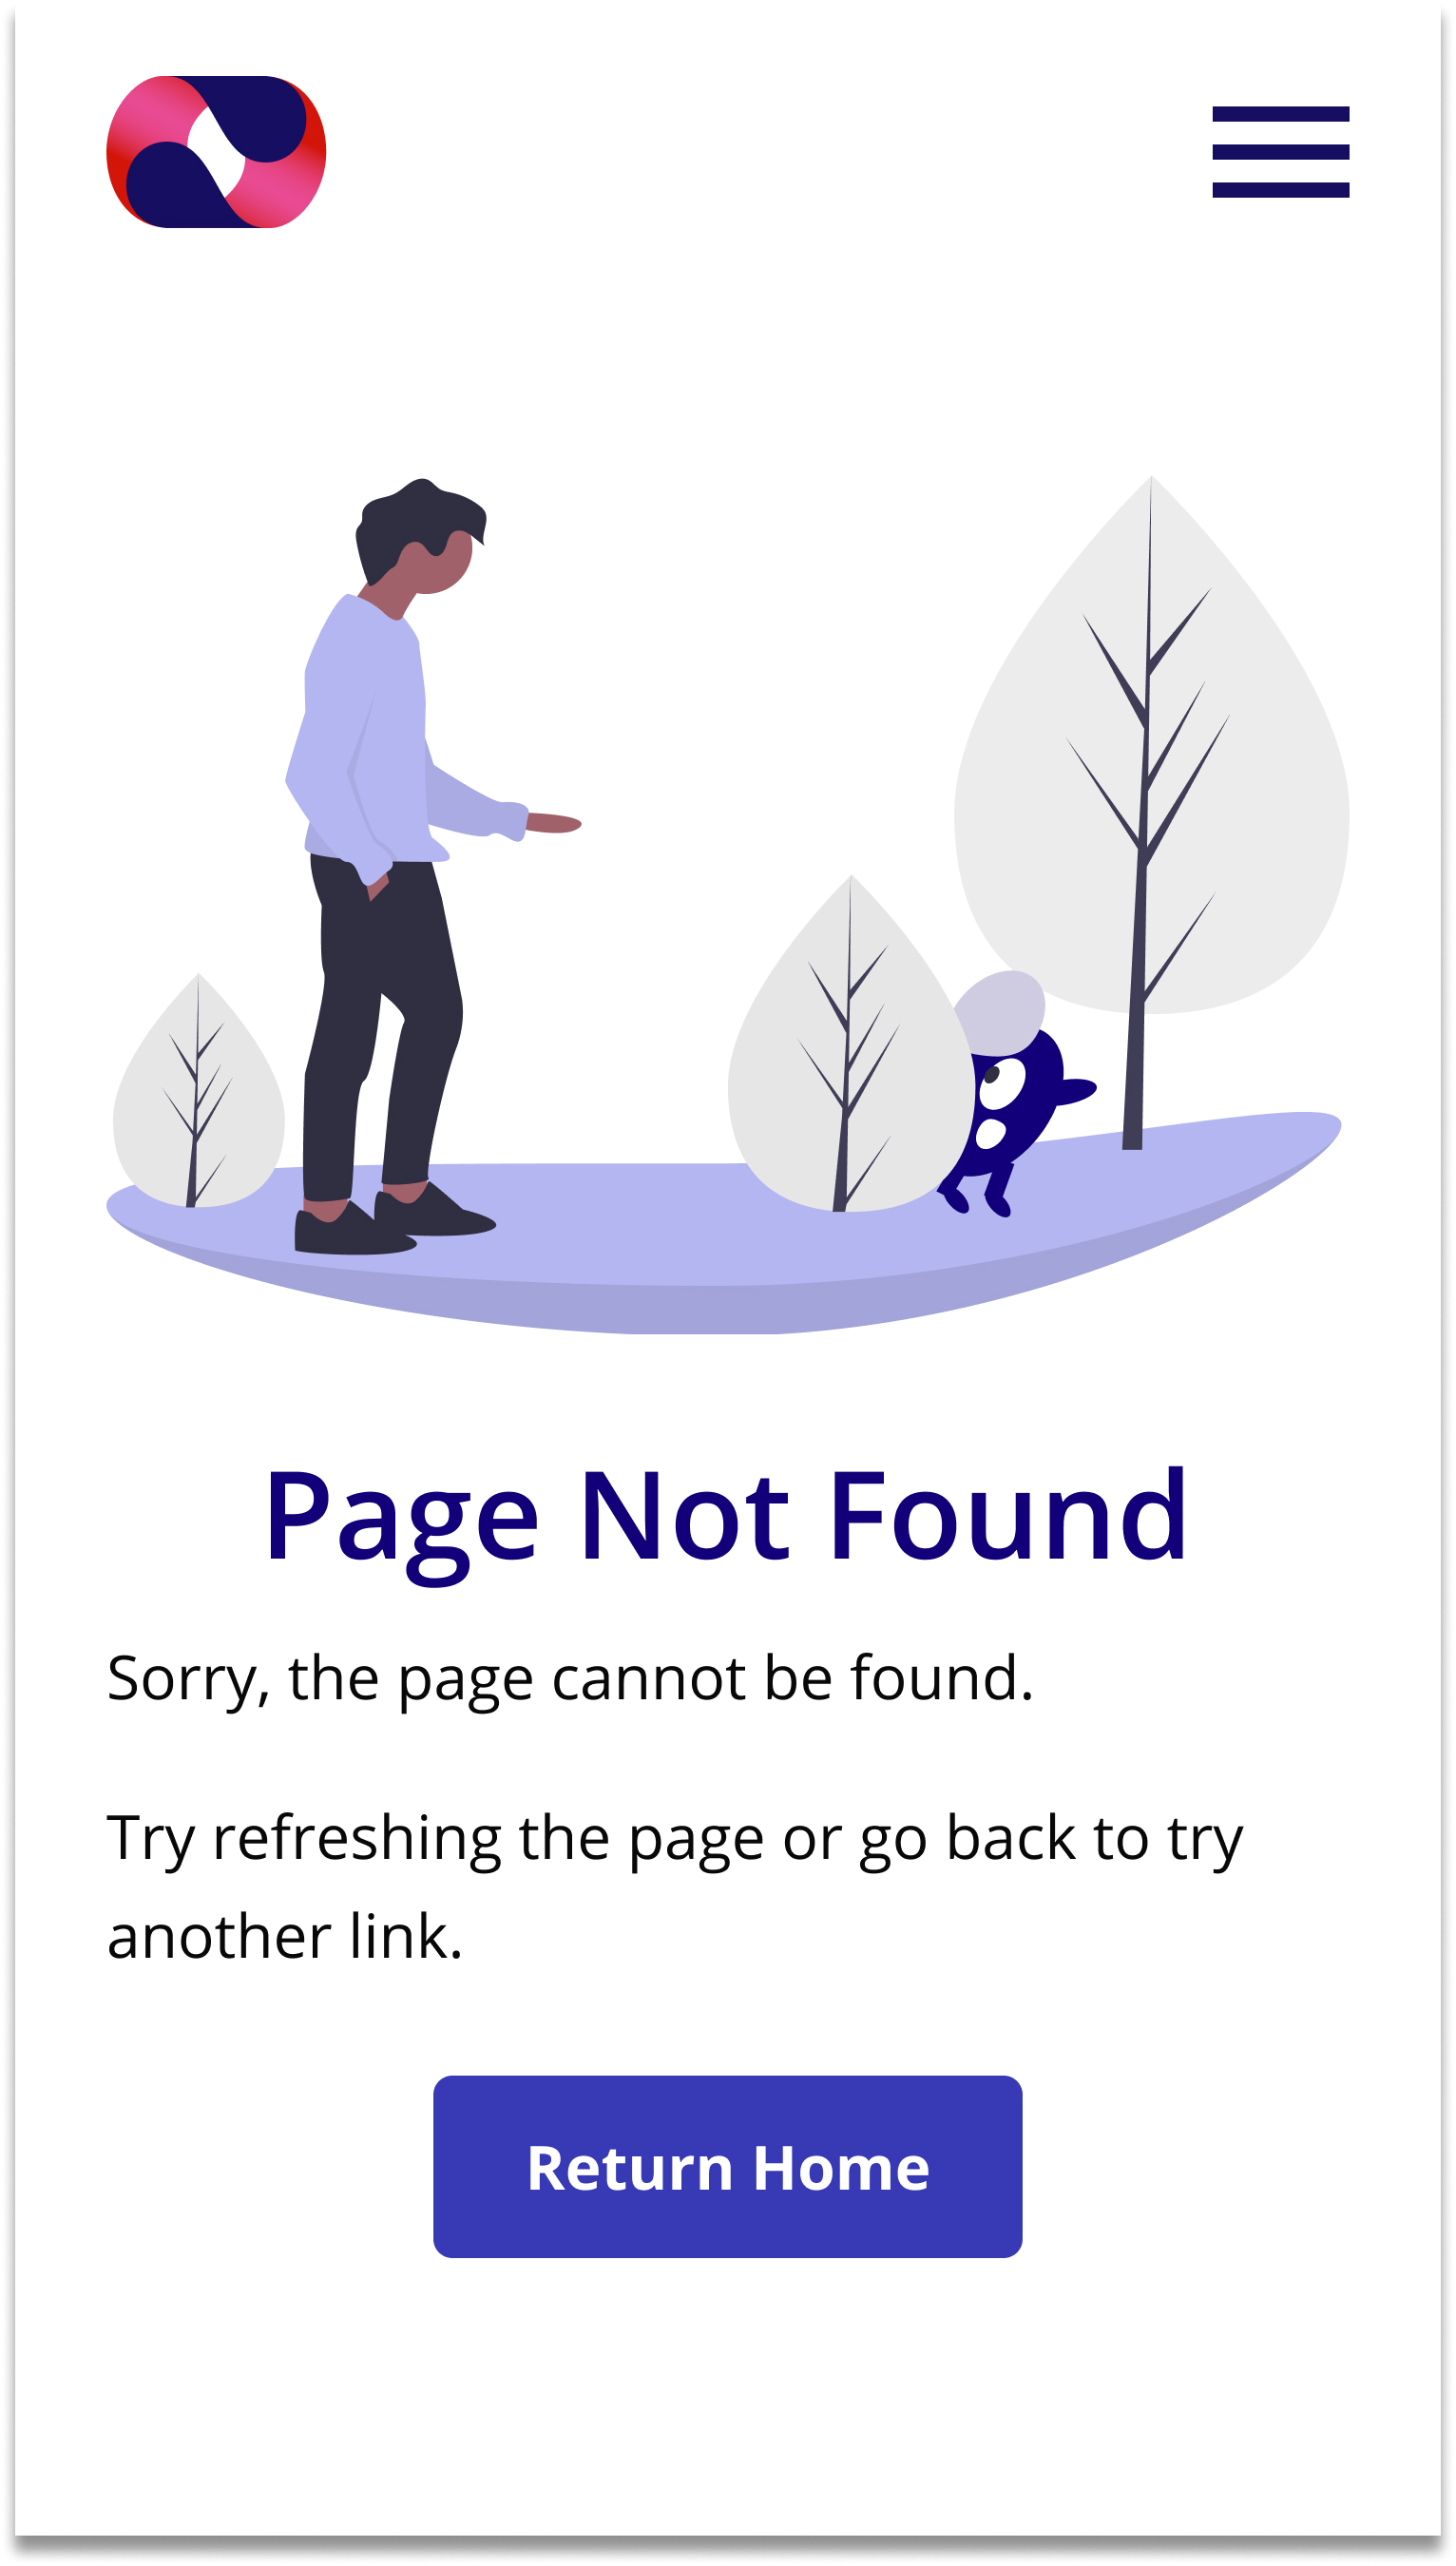 Page Not Found
Sorry, the page cannot be found.
Try refreshing the page or go back to try
another link.
Return Home